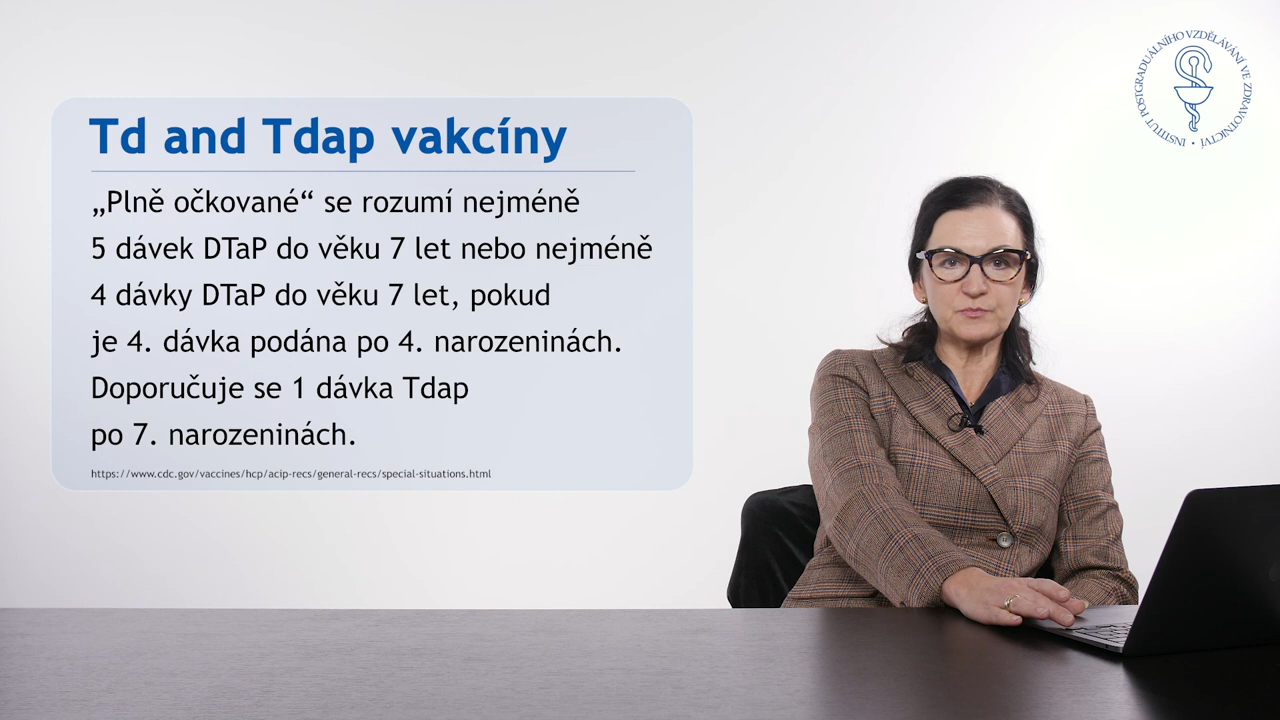 Td and Tdap vakcíny
„Plně očkované“ se rozumí nejméně
5 dávek DTaP do věku 7 let nebo nejméně
4 dávky DTaP do věku 7 let, pokud
je 4. dávka podána po 4. narozeninách.
Doporučuje se 1 dávka Tdap
po 7. narozeninách.
https://www.cdc.gov/vaccines/hcp/acip-recs/general-recs/special-situations.html
INSTITUT POSTGRADUÁLNÍHO VZDĚLÁVÁNÍ VE ZDRAVOTNICTVÍ •